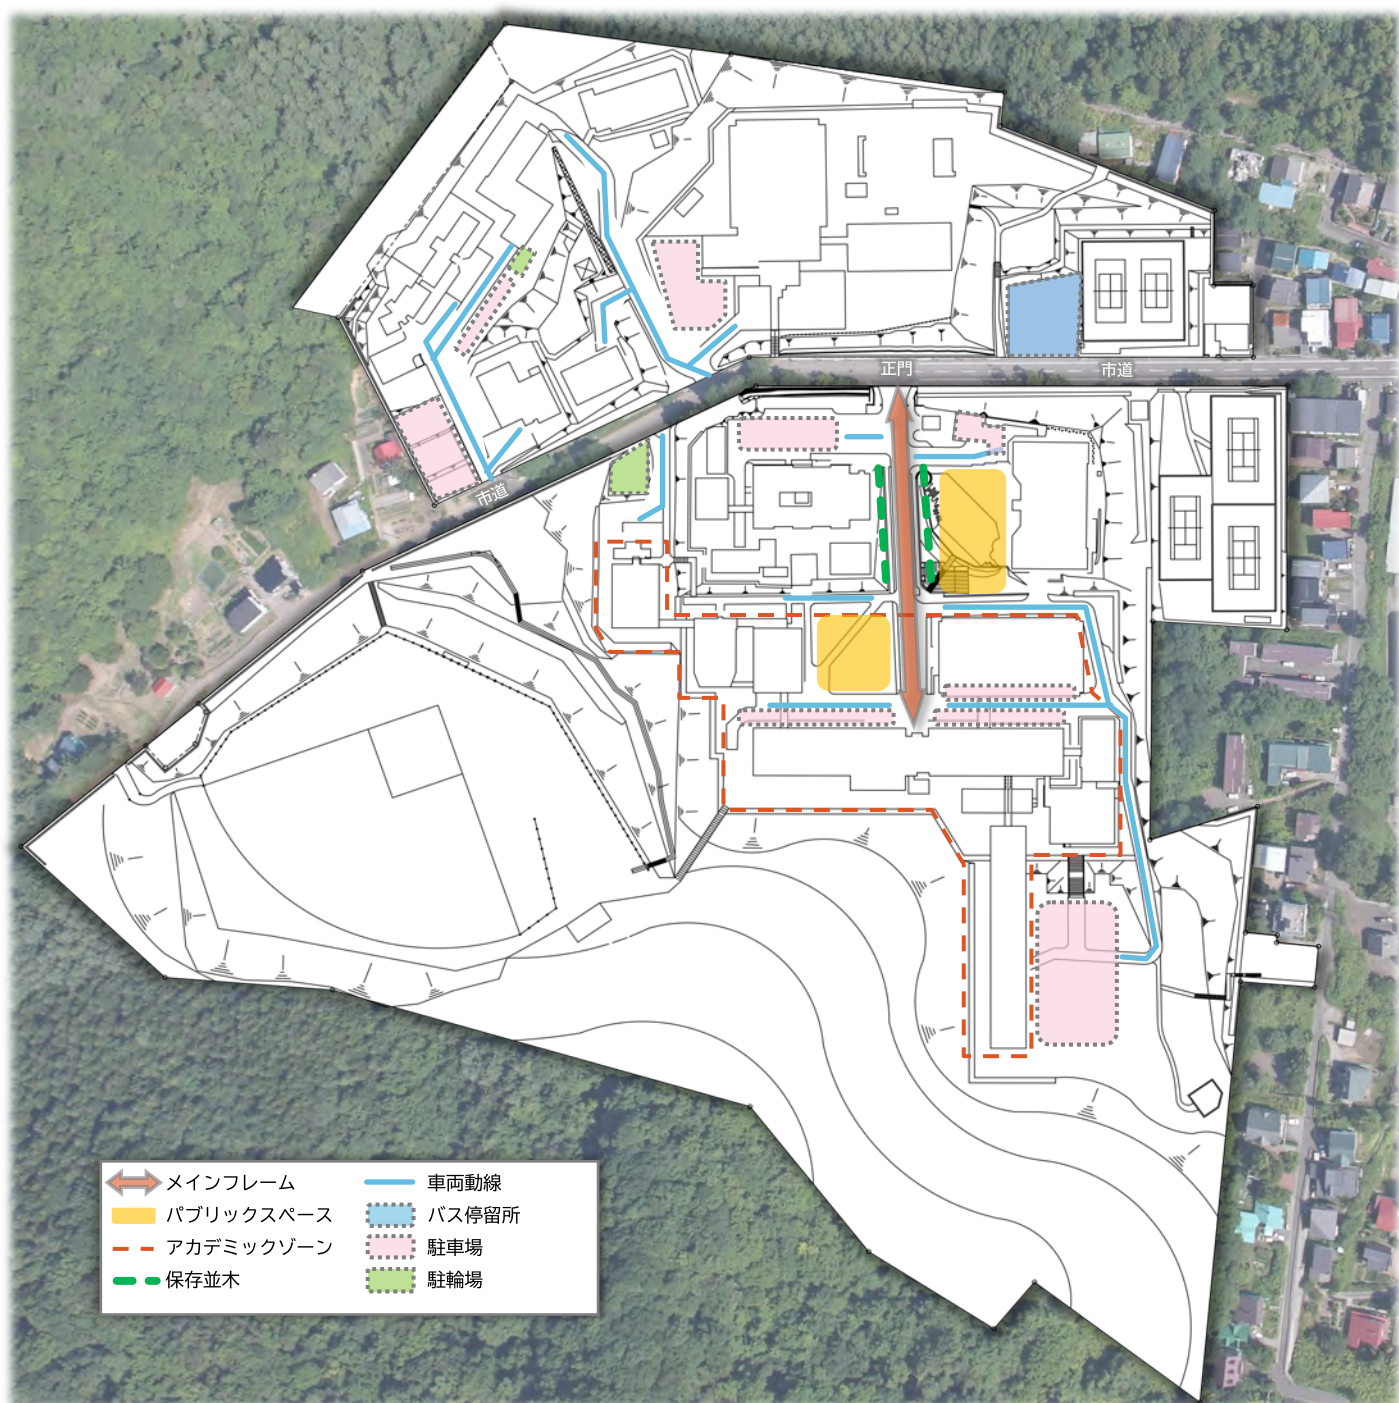 正門
市道
市道
メインフレーム
車両動線
パブリックスペース
バス停留所
アカデミックゾーン
駐車場
保存並木
駐輪場